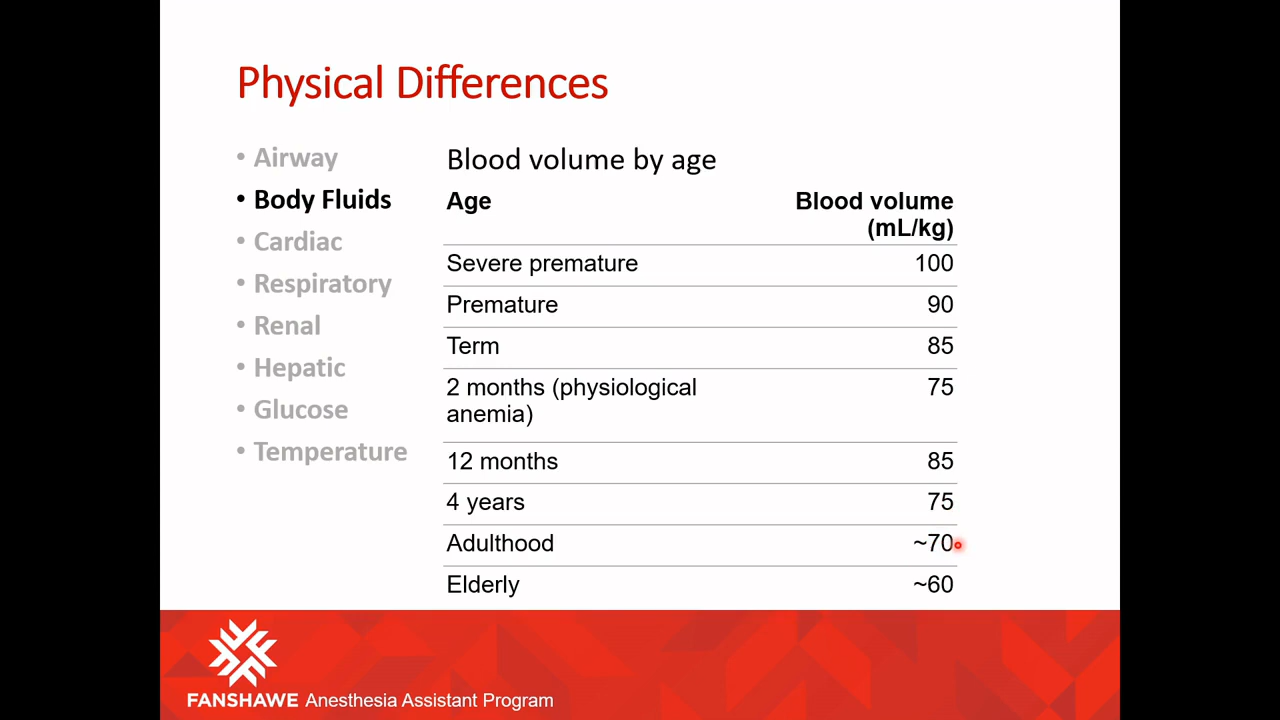 Physical Differences
• Airway
• Body Fluids
• Cardiac
• Respiratory
• Renal
• Hepatic
• Glucose
• Temperature
Blood volume by age
Age Blood volume
(mL/kg)
Severe premature 100
Premature 90
Term 85
2 months (physiological 75
anemia)
12 months 85
4 years 75
Adulthood ~70
Elderly ~60
FANSHAWE Anesthesia Assistant Program